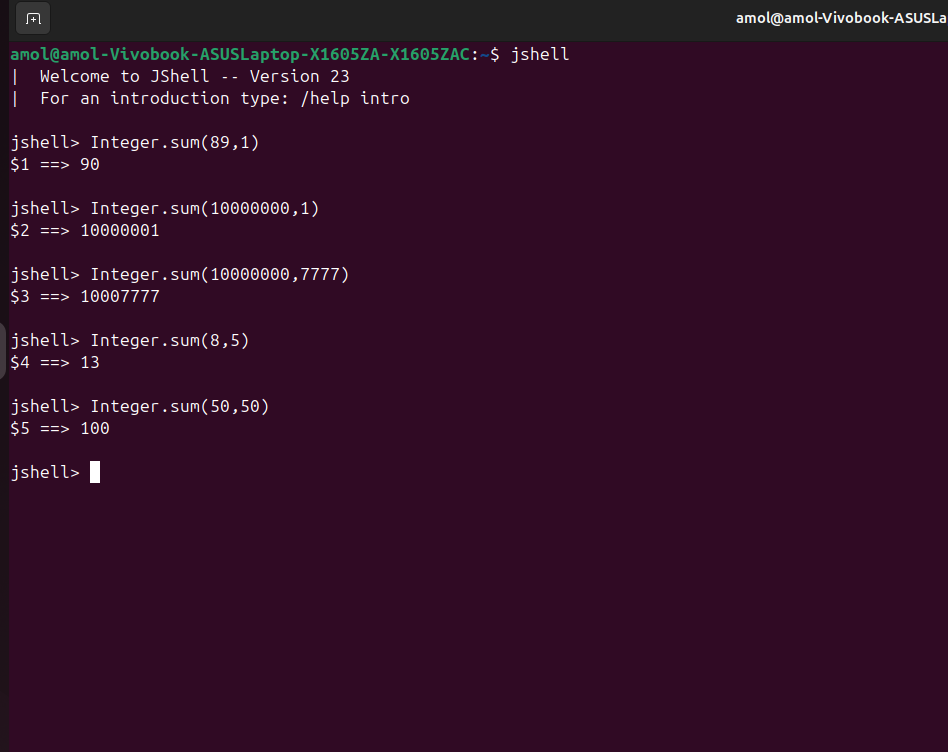 amol@amol-Vivobook-ASUSLa
amol@amol-Vivobook-ASUSLaptop-X1605ZA-X1605ZAC:~$ jshell
|  Welcome to JShell -- Version 23
|  For an introduction type: /help intro
jshell> Integer.sum(89,1)
$1 ==> 90
jshell> Integer.sum(10000000,1)
$2 ==> 10000001
jshell> Integer.sum(10000000,7777)
$3 ==> 10007777
jshell> Integer.sum(8,5)
$4 ==> 13
jshell> Integer.sum(50,50)
$5 ==> 100
jshell>